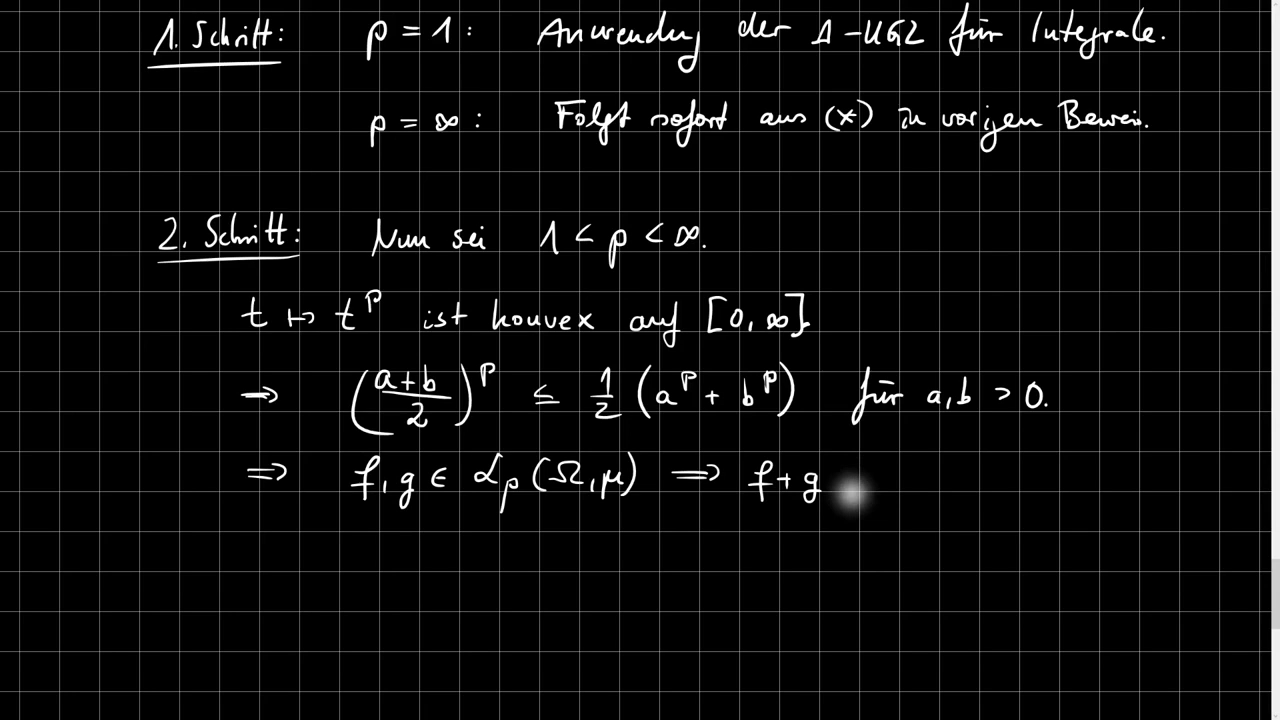 1. Schritt: p = 1: Anwendung der Δ-UGL für Integrale.
p = ∞: Folgt sofort aus (*) in vorigen Beweis.
2. Schritt: Nun sei 1 < p < ∞.
t ↦ t^p ist konvex auf [0, ∞].
⇒ ((a+b)/2)^p ≤ 1/2 (a^p + b^p) für a, b > 0.
⇒ f, g ∈ ℒ_p (Ω, μ) ⇒ f + g